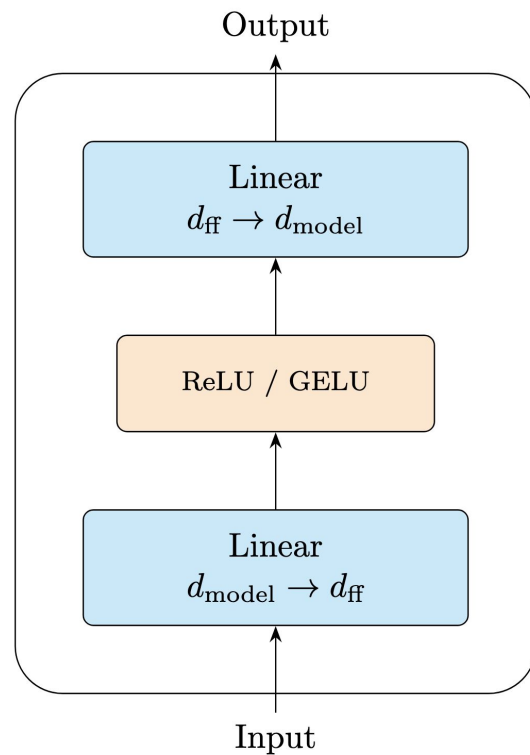 Output
Linear
d_ff → d_model
ReLU / GELU
Linear
d_model → d_ff
Input